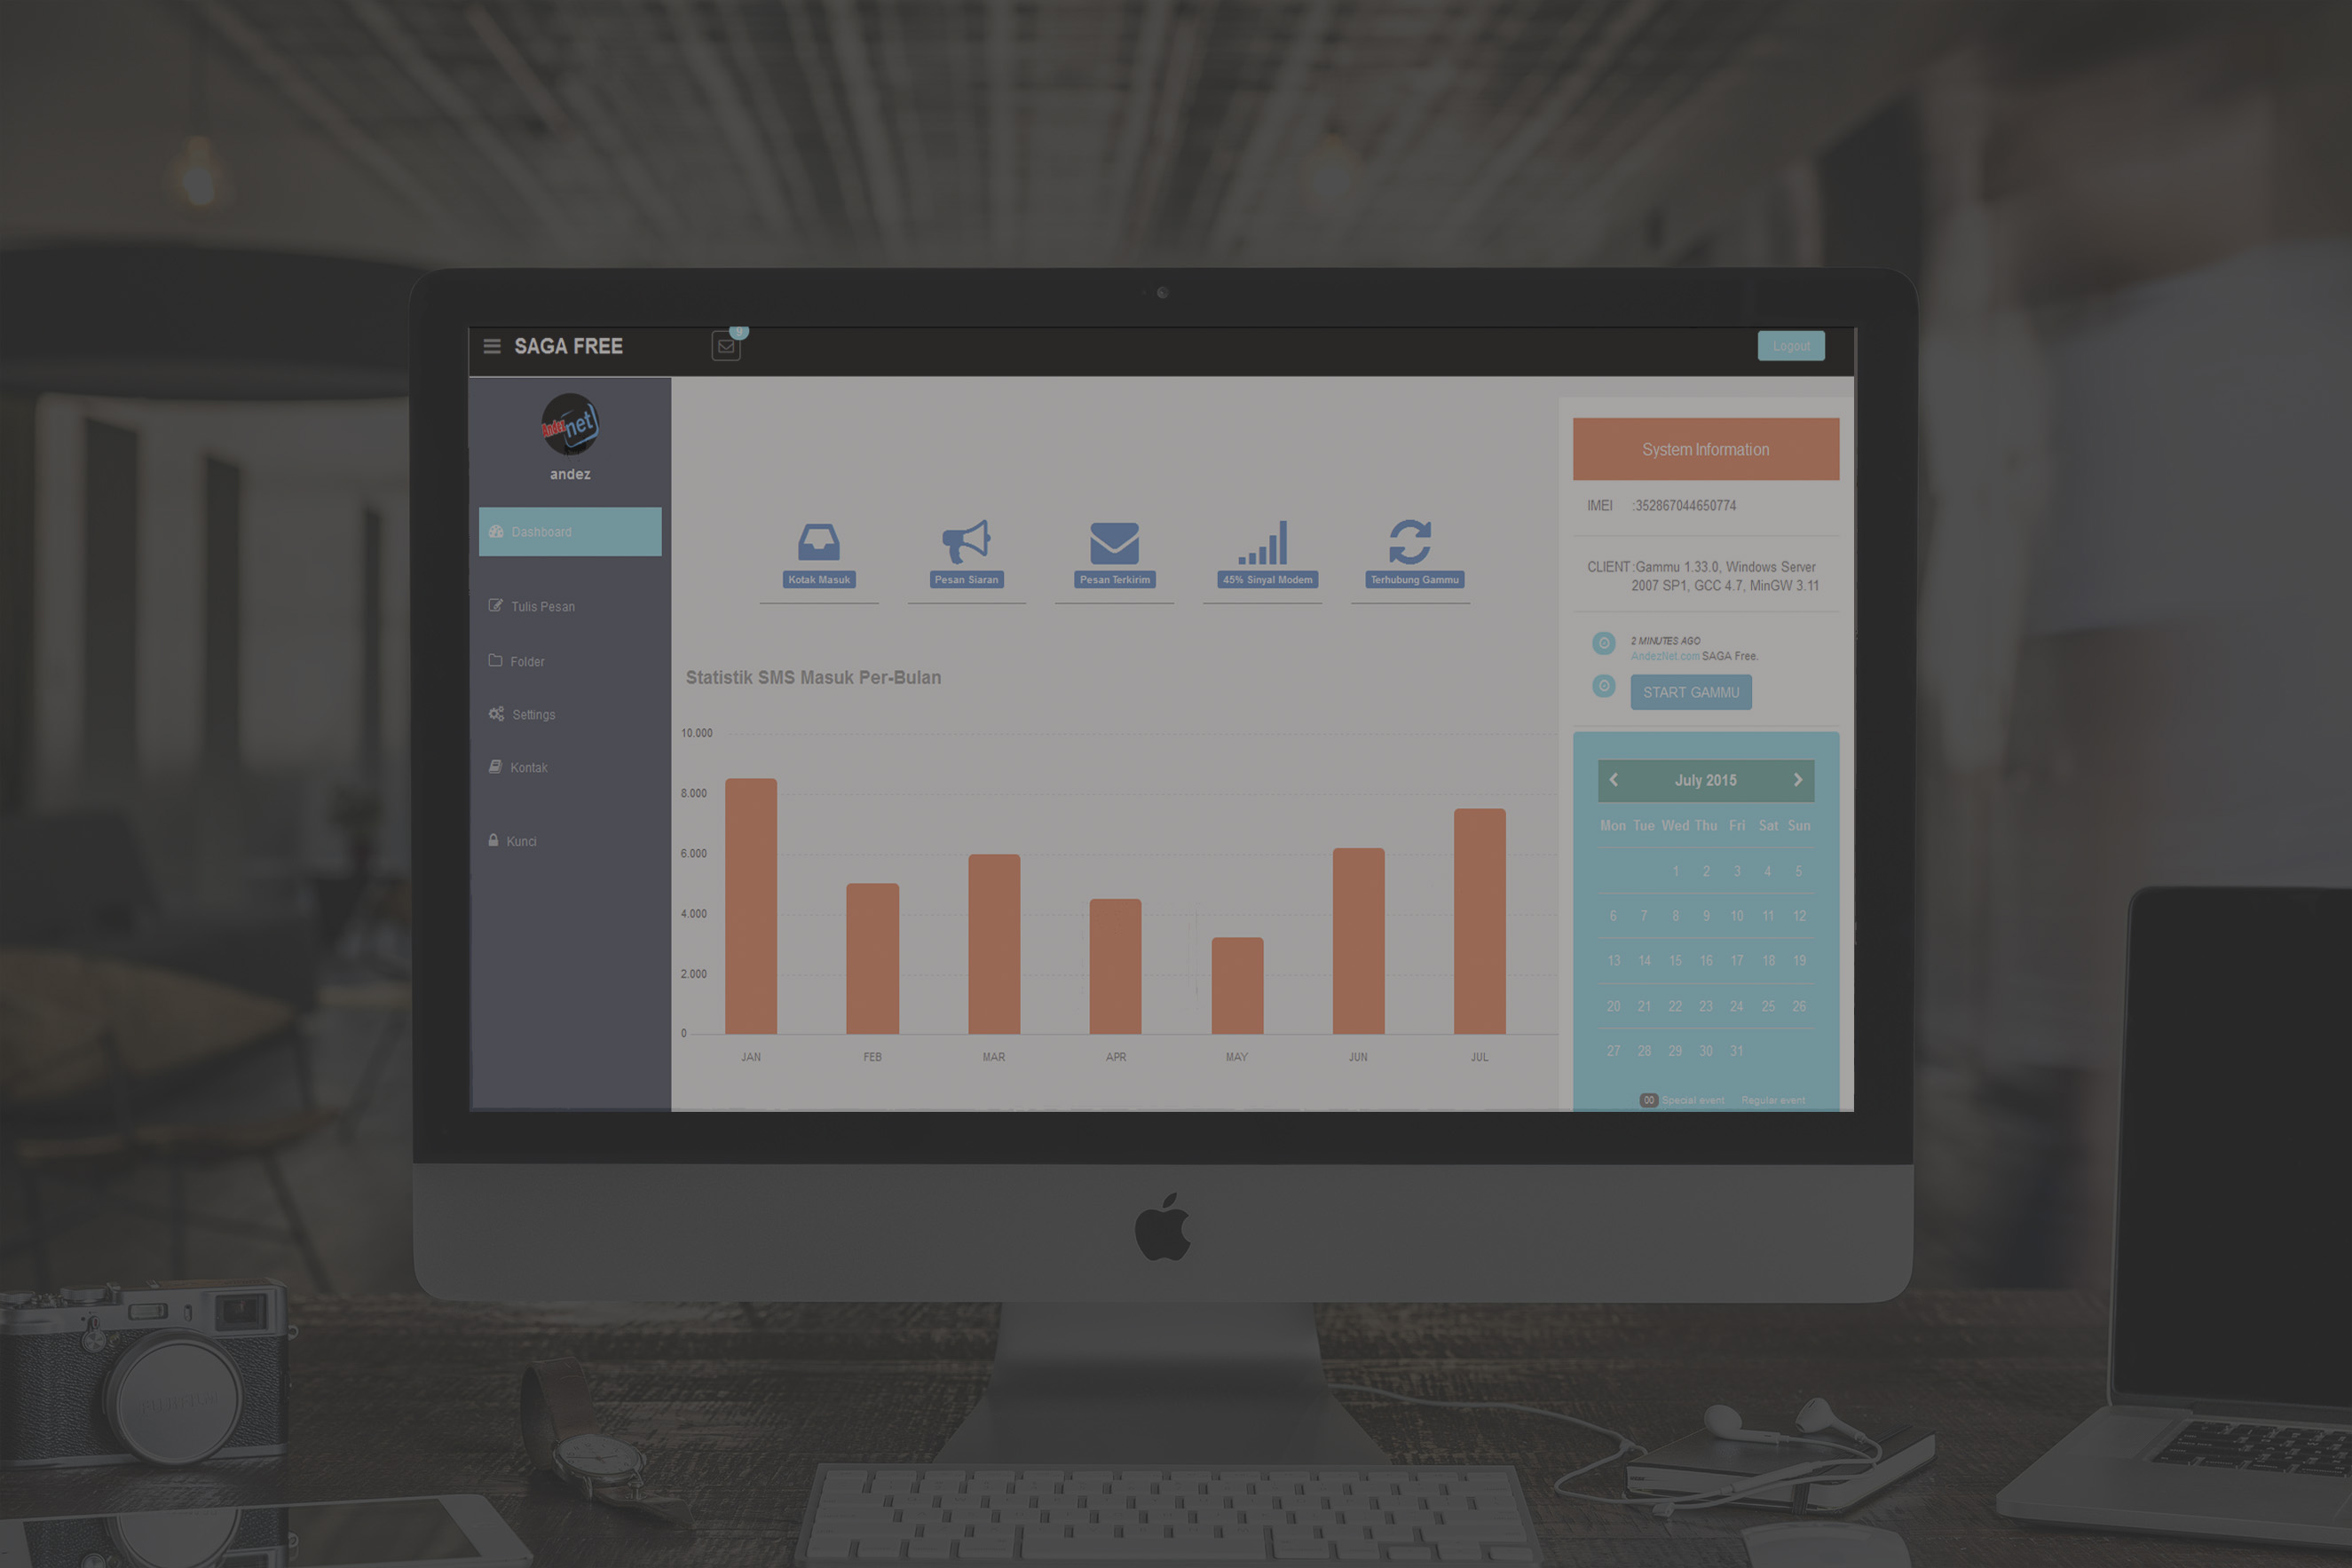 SAGA FREE
9
Logout
Andez net
andez
Dashboard
Tulis Pesan
Folder
Settings
Kontak
Kunci
Kotak Masuk
Pesan Siaran
Pesan Terkirim
45% Sinyal Modem
Terhubung Gammu
Statistik SMS Masuk Per-Bulan
10.000
8.000
6.000
4.000
2.000
0
JAN FEB MAR APR MAY JUN JUL
System Information
IMEI :352867044650774
CLIENT :Gammu 1.33.0, Windows Server
2007 SP1, GCC 4.7, MinGW 3.11
2 MINUTES AGO
AndezNet.com SAGA Free.
START GAMMU
July 2015
Mon Tue Wed Thu Fri Sat Sun
1 2 3 4 5
6 7 8 9 10 11 12
13 14 15 16 17 18 19
20 21 22 23 24 25 26
27 28 29 30 31
00 Special event Regular event